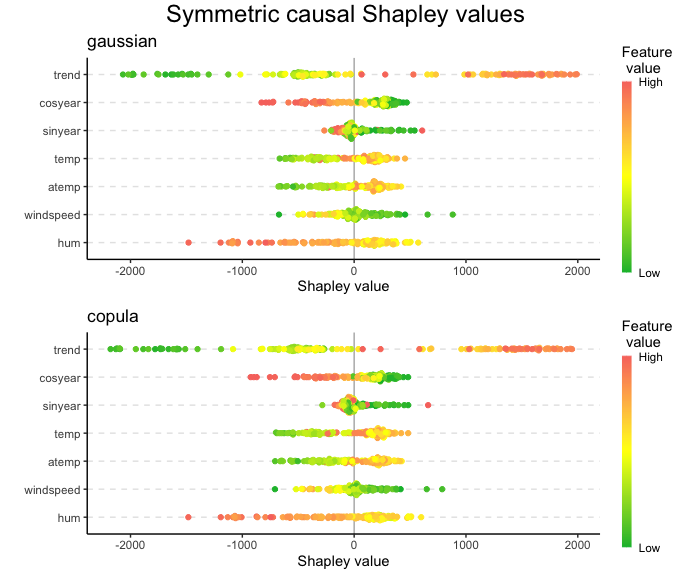 Symmetric causal Shapley values
gaussian
Feature
value
High
Low
trend
cosyear
sinyear
temp
atemp
windspeed
hum
-2000 -1000 0 1000 2000
Shapley value
copula
Feature
value
High
Low
trend
cosyear
sinyear
temp
atemp
windspeed
hum
-2000 -1000 0 1000 2000
Shapley value